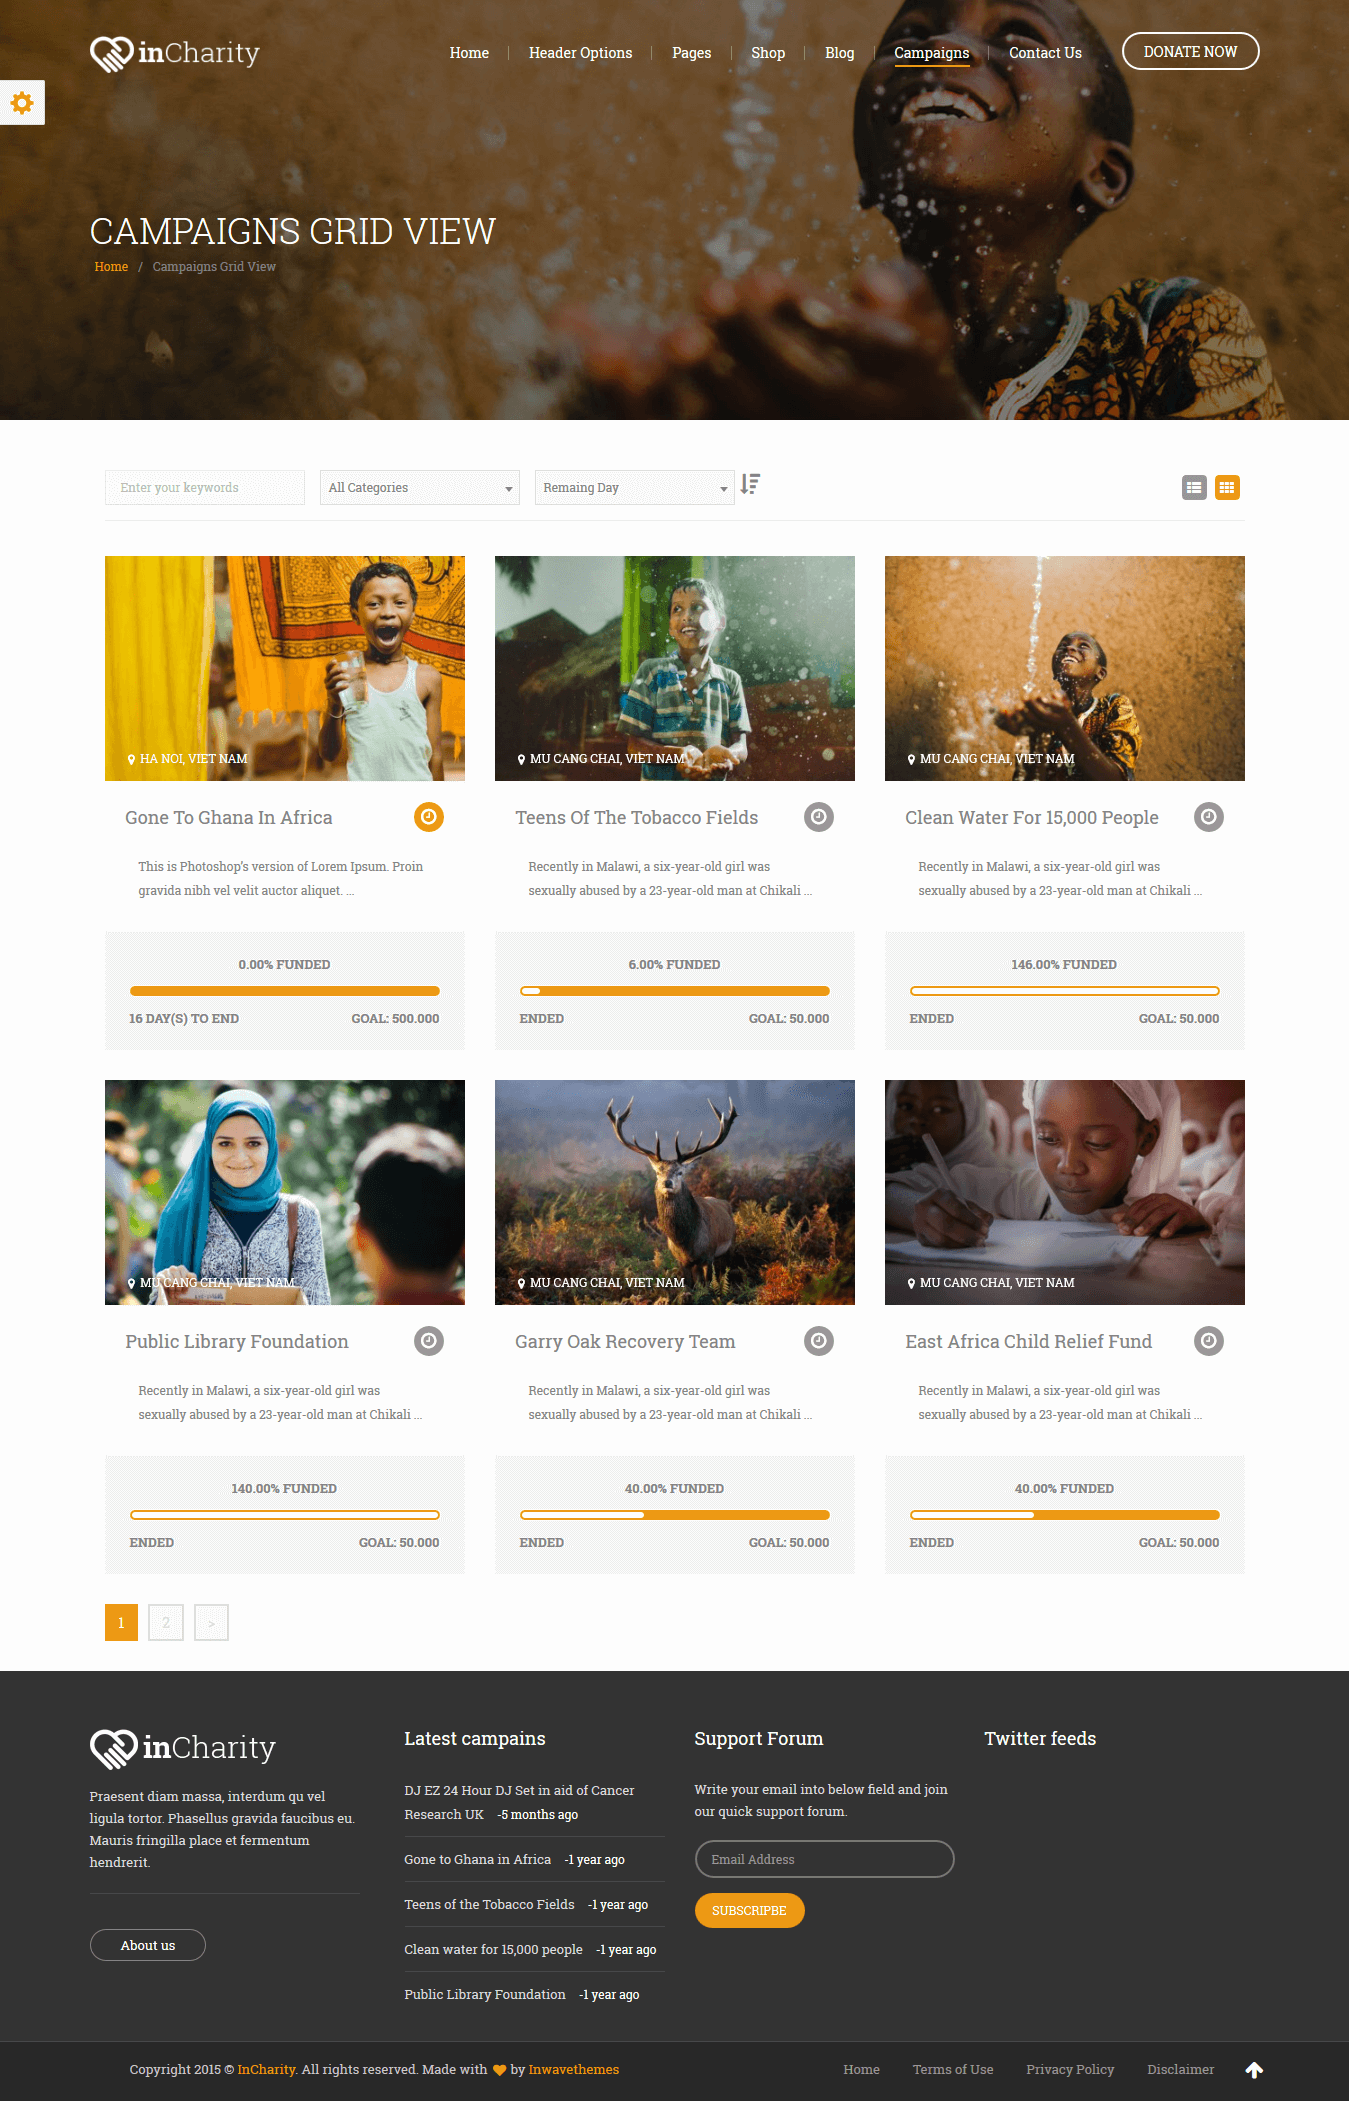 inCharity
Home
Header Options
Pages
Shop
Blog
Campaigns
Contact Us
DONATE NOW
CAMPAIGNS GRID VIEW
Home / Campaigns Grid View
Enter your keywords
All Categories
Remaing Day
HA NOI, VIET NAM
MU CANG CHAI, VIET NAM
MU CANG CHAI, VIET NAM
Gone To Ghana In Africa
Teens Of The Tobacco Fields
Clean Water For 15,000 People
This is Photoshop's version of Lorem Ipsum. Proin
gravida nibh vel velit auctor aliquet. ...
Recently in Malawi, a six-year-old girl was
sexually abused by a 23-year-old man at Chikali ...
Recently in Malawi, a six-year-old girl was
sexually abused by a 23-year-old man at Chikali ...
0.00% FUNDED
16 DAY(S) TO END
GOAL: 500.000
6.00% FUNDED
ENDED
GOAL: 50.000
146.00% FUNDED
ENDED
GOAL: 50.000
MU CANG CHAI, VIET NAM
MU CANG CHAI, VIET NAM
MU CANG CHAI, VIET NAM
Public Library Foundation
Garry Oak Recovery Team
East Africa Child Relief Fund
Recently in Malawi, a six-year-old girl was
sexually abused by a 23-year-old man at Chikali ...
Recently in Malawi, a six-year-old girl was
sexually abused by a 23-year-old man at Chikali ...
Recently in Malawi, a six-year-old girl was
sexually abused by a 23-year-old man at Chikali ...
140.00% FUNDED
ENDED
GOAL: 50.000
40.00% FUNDED
ENDED
GOAL: 50.000
40.00% FUNDED
ENDED
GOAL: 50.000
1
2
>
inCharity
Praesent diam massa, interdum qu vel
ligula tortor. Phasellus gravida faucibus eu.
Mauris fringilla place et fermentum
hendrerit.
About us
Latest campains
DJ EZ 24 Hour DJ Set in aid of Cancer
Research UK -5 months ago
Gone to Ghana in Africa -1 year ago
Teens of the Tobacco Fields -1 year ago
Clean water for 15,000 people -1 year ago
Public Library Foundation -1 year ago
Support Forum
Write your email into below field and join
our quick support forum.
Email Address
SUBSCRIPBE
Twitter feeds
Copyright 2015 © InCharity. All rights reserved. Made with ♥ by Inwavethemes
Home
Terms of Use
Privacy Policy
Disclaimer